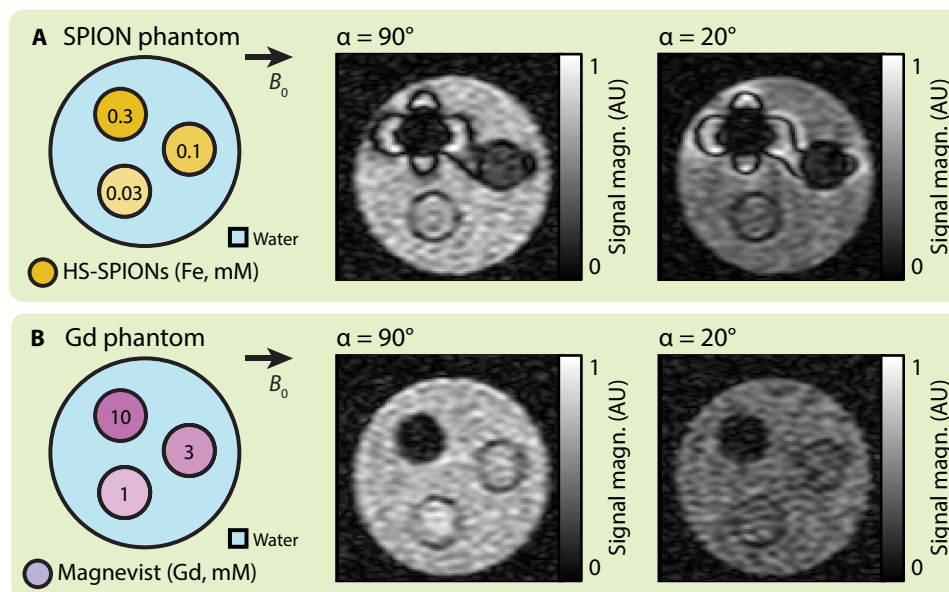 A SPION phantom
B₀
α = 90°
α = 20°
0.3
0.1
0.03
Water
HS-SPIONs (Fe, mM)
1
Signal magn. (AU)
0
1
Signal magn. (AU)
0
B Gd phantom
B₀
α = 90°
α = 20°
10
3
1
Water
Magnevist (Gd, mM)
1
Signal magn. (AU)
0
1
Signal magn. (AU)
0